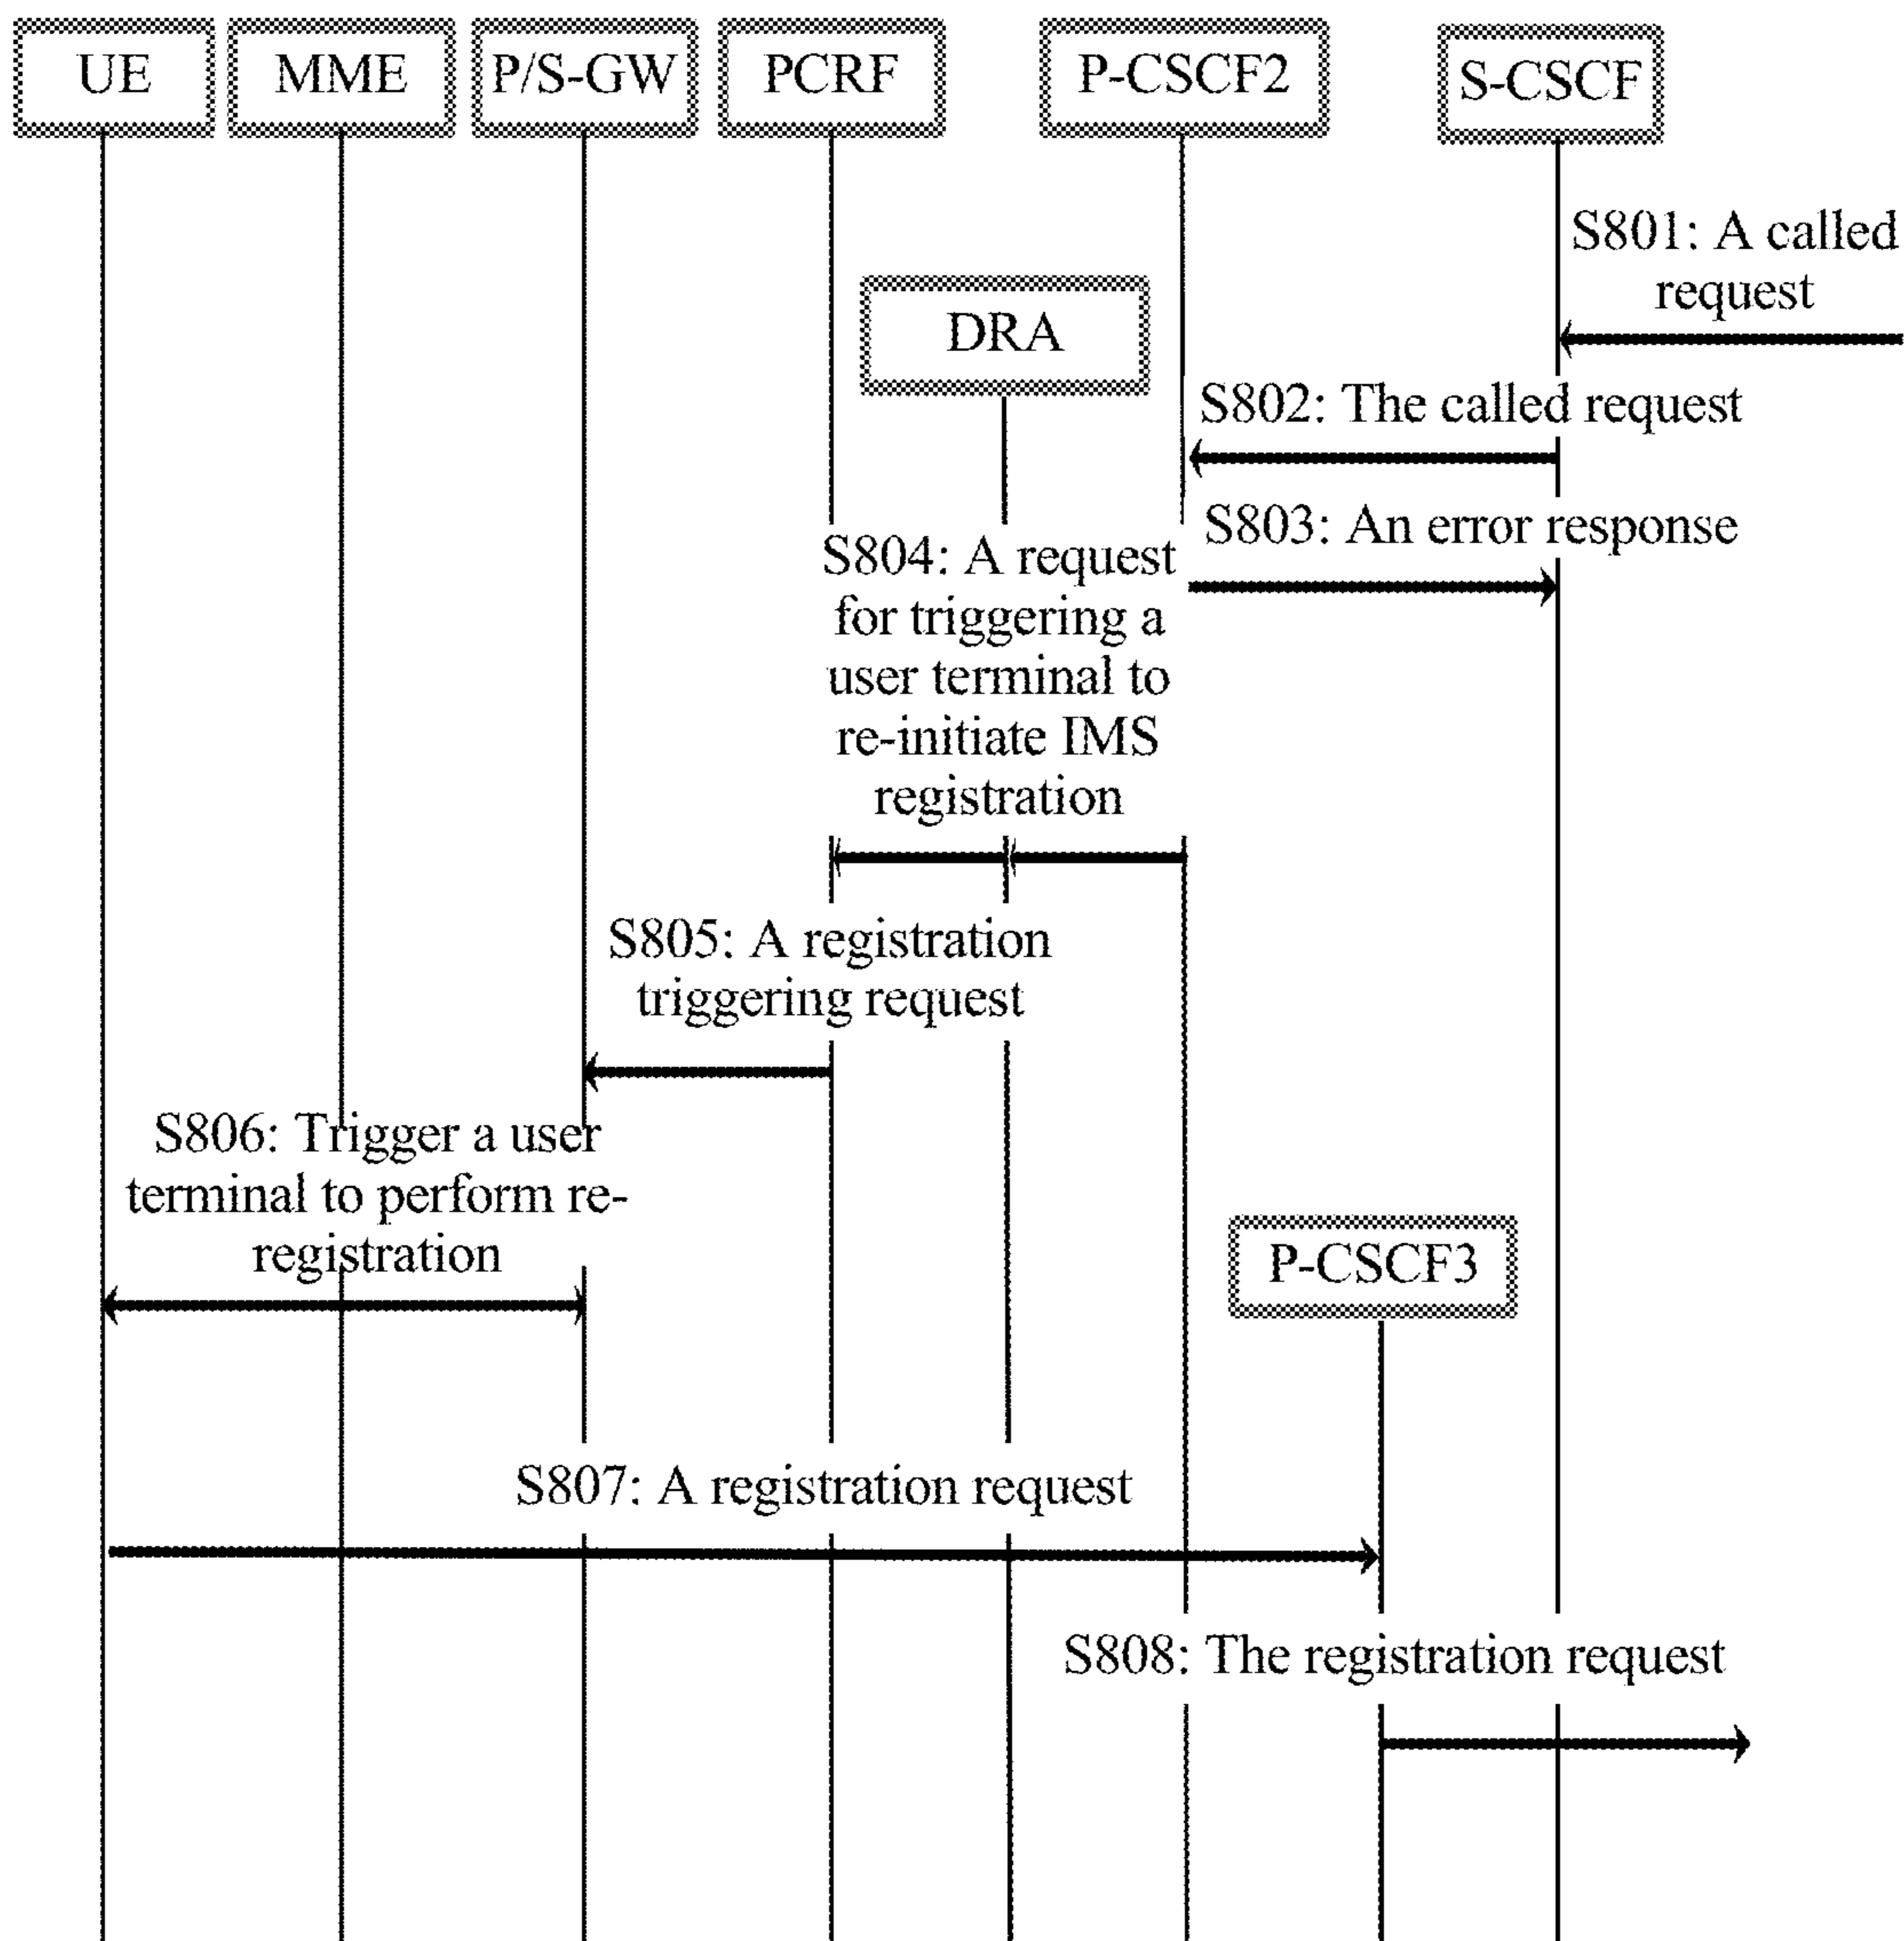 UE
MME
P/S-GW
PCRF
P-CSCF2
S-CSCF
S801: A called
request
DRA
S802: The called request
S803: An error response
S804: A request
for triggering a
user terminal to
re-initiate IMS
registration
S805: A registration
triggering request
S806: Trigger a user
terminal to perform re-
registration
P-CSCF3
S807: A registration request
S808: The registration request